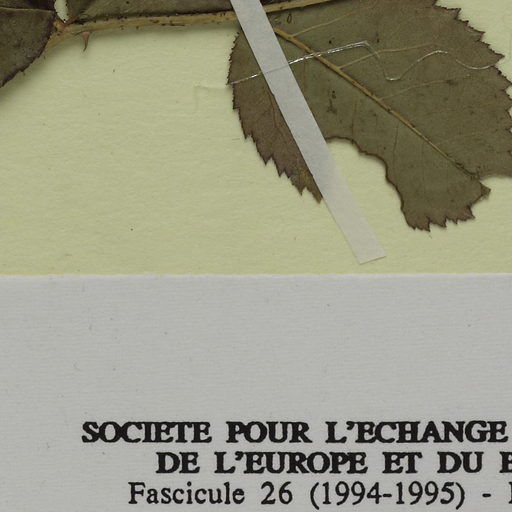 SOCIETE POUR L'ECHANGE
DE L'EUROPE ET DU
Fascicule 26 (1994-1995) -